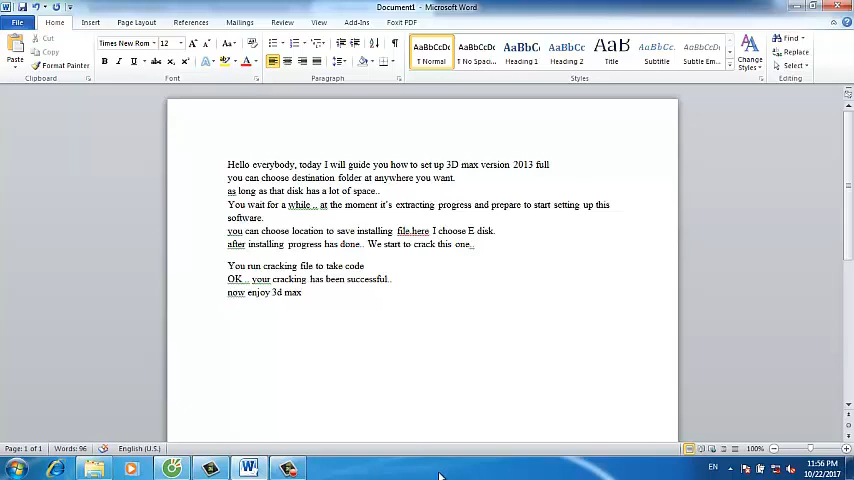 Document1 - Microsoft Word
File Home Insert Page Layout References Mailings Review View Add-Ins Foxit PDF
Cut
Copy
Format Painter
Paste
Clipboard
Times New Rom 12
Font
Paragraph
AaBbCcDc AaBbCcDc AaBbCc AaBbCc AaB AaBbCc. AaBbCcDc
¶ Normal ¶ No Spaci... Heading 1 Heading 2 Title Subtitle Subtle Em...
Styles
Change Styles
Find
Replace
Select
Editing
Hello everybody, today I will guide you how to set up 3D max version 2013 full
you can choose destination folder at anywhere you want.
as long as that disk has a lot of space..
You wait for a while .. at the moment it's extracting progress and prepare to start setting up this
software.
you can choose location to save installing file.here I choose E disk.
after installing progress has done.. We start to crack this one..
You run cracking file to take code
OK .. your cracking has been successful..
now enjoy 3d max
Page: 1 of 1 Words: 96 English (U.S.) 100%
EN 11:56 PM
10/22/2017